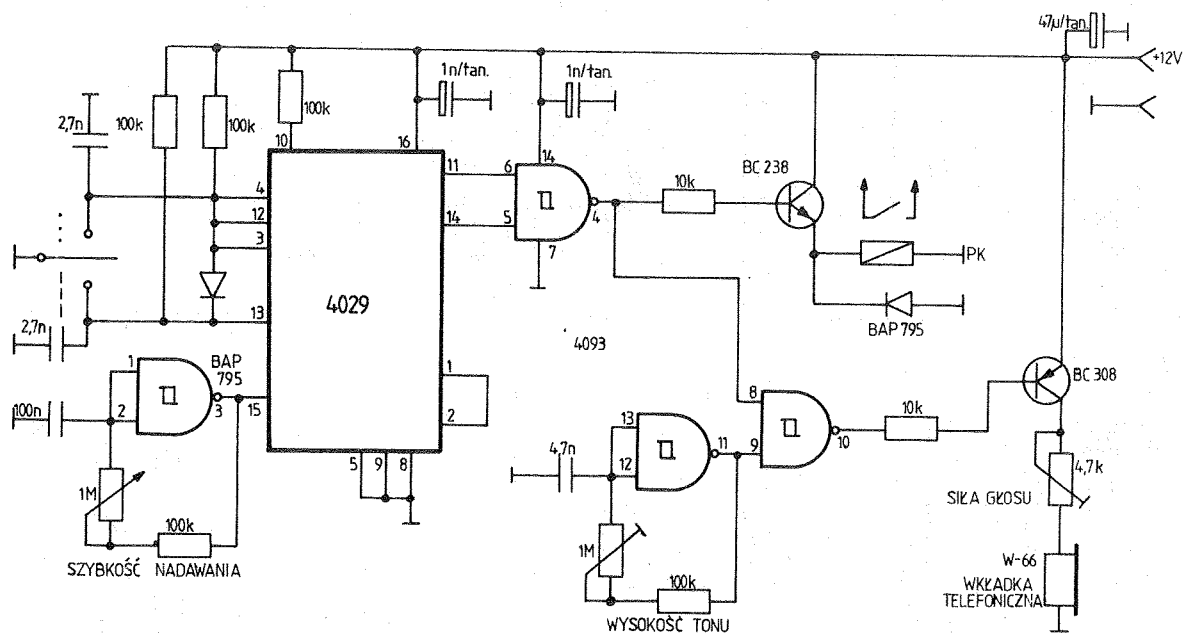 47µ/tan.
+12V
1n/tan.
1n/tan.
2,7n
100k
100k
100k
10
16
14
BC 238
4
12
3
11
14
6
5
4
7
10k
PK
BAP 795
4029
4093
13
2,7n
BAP
795
1
2
3
15
100n
1
2
BC 308
8
9
10
10k
13
12
11
4,7n
5
9
8
1M
100k
SZYBKOŚĆ NADAWANIA
1M
100k
WYSOKOŚĆ TONU
4,7k
SIŁA GŁOSU
W-66
WKŁADKA
TELEFONICZNA